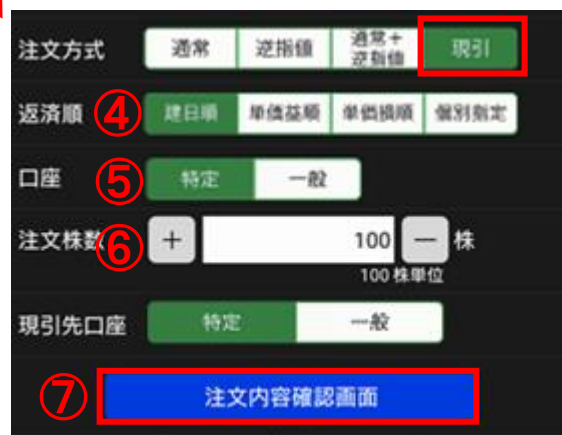 注文方式 通常 逆指値 通常+逆指値 現引
返済順 ④ 建日順 単価益順 単価損順 個別指定
口座 ⑤ 特定 一般
注文株数 ⑥ + 100 − 株
100 株単位
現引先口座 特定 一般
⑦ 注文内容確認画面